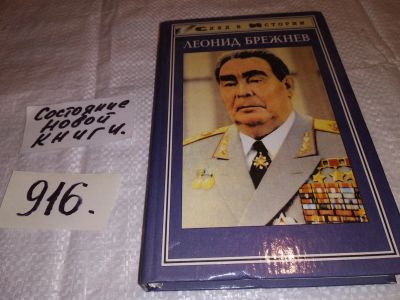 След в истории
ЛЕОНИД БРЕЖНЕВ
Состояние
новой
книги.
916.